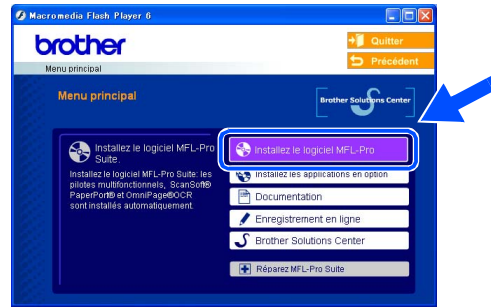 Macromedia Flash Player 6
brother
Quitter
Précédent
Menu principal
Menu principal
Brother Solutions Center
Installez le logiciel MFL-Pro
Suite.
Installez le logiciel MFL-Pro Suite: les
pilotes multifonctionnels, ScanSoft®
PaperPort® et OmniPage®OCR
sont installés automatiquement.
Installez le logiciel MFL-Pro
Installez les applications en option
Documentation
Enregistrement en ligne
Brother Solutions Center
Réparez MFL-Pro Suite